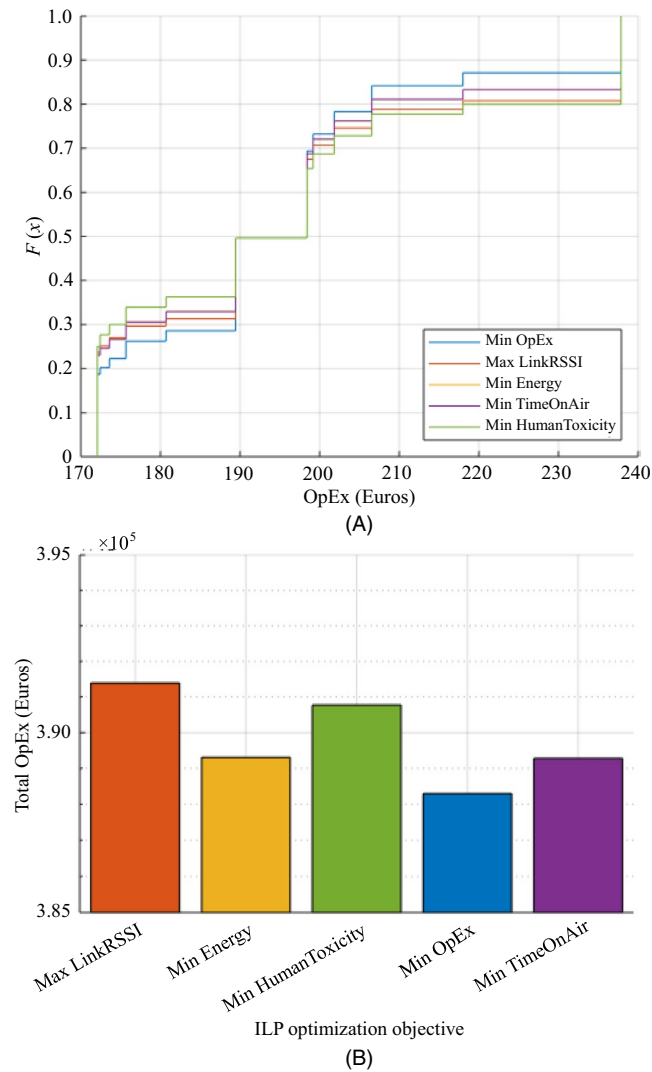 1.0
0.9
0.8
0.7
0.6
0.5
0.4
0.3
0.2
0.1
0
F (x)
170 180 190 200 210 220 230 240
OpEx (Euros)
Min OpEx
Max LinkRSSI
Min Energy
Min TimeOnAir
Min HumanToxicity
(A)
×10⁵
3.95
3.90
3.85
Total OpEx (Euros)
Max LinkRSSI
Min Energy
Min HumanToxicity
Min OpEx
Min TimeOnAir
ILP optimization objective
(B)